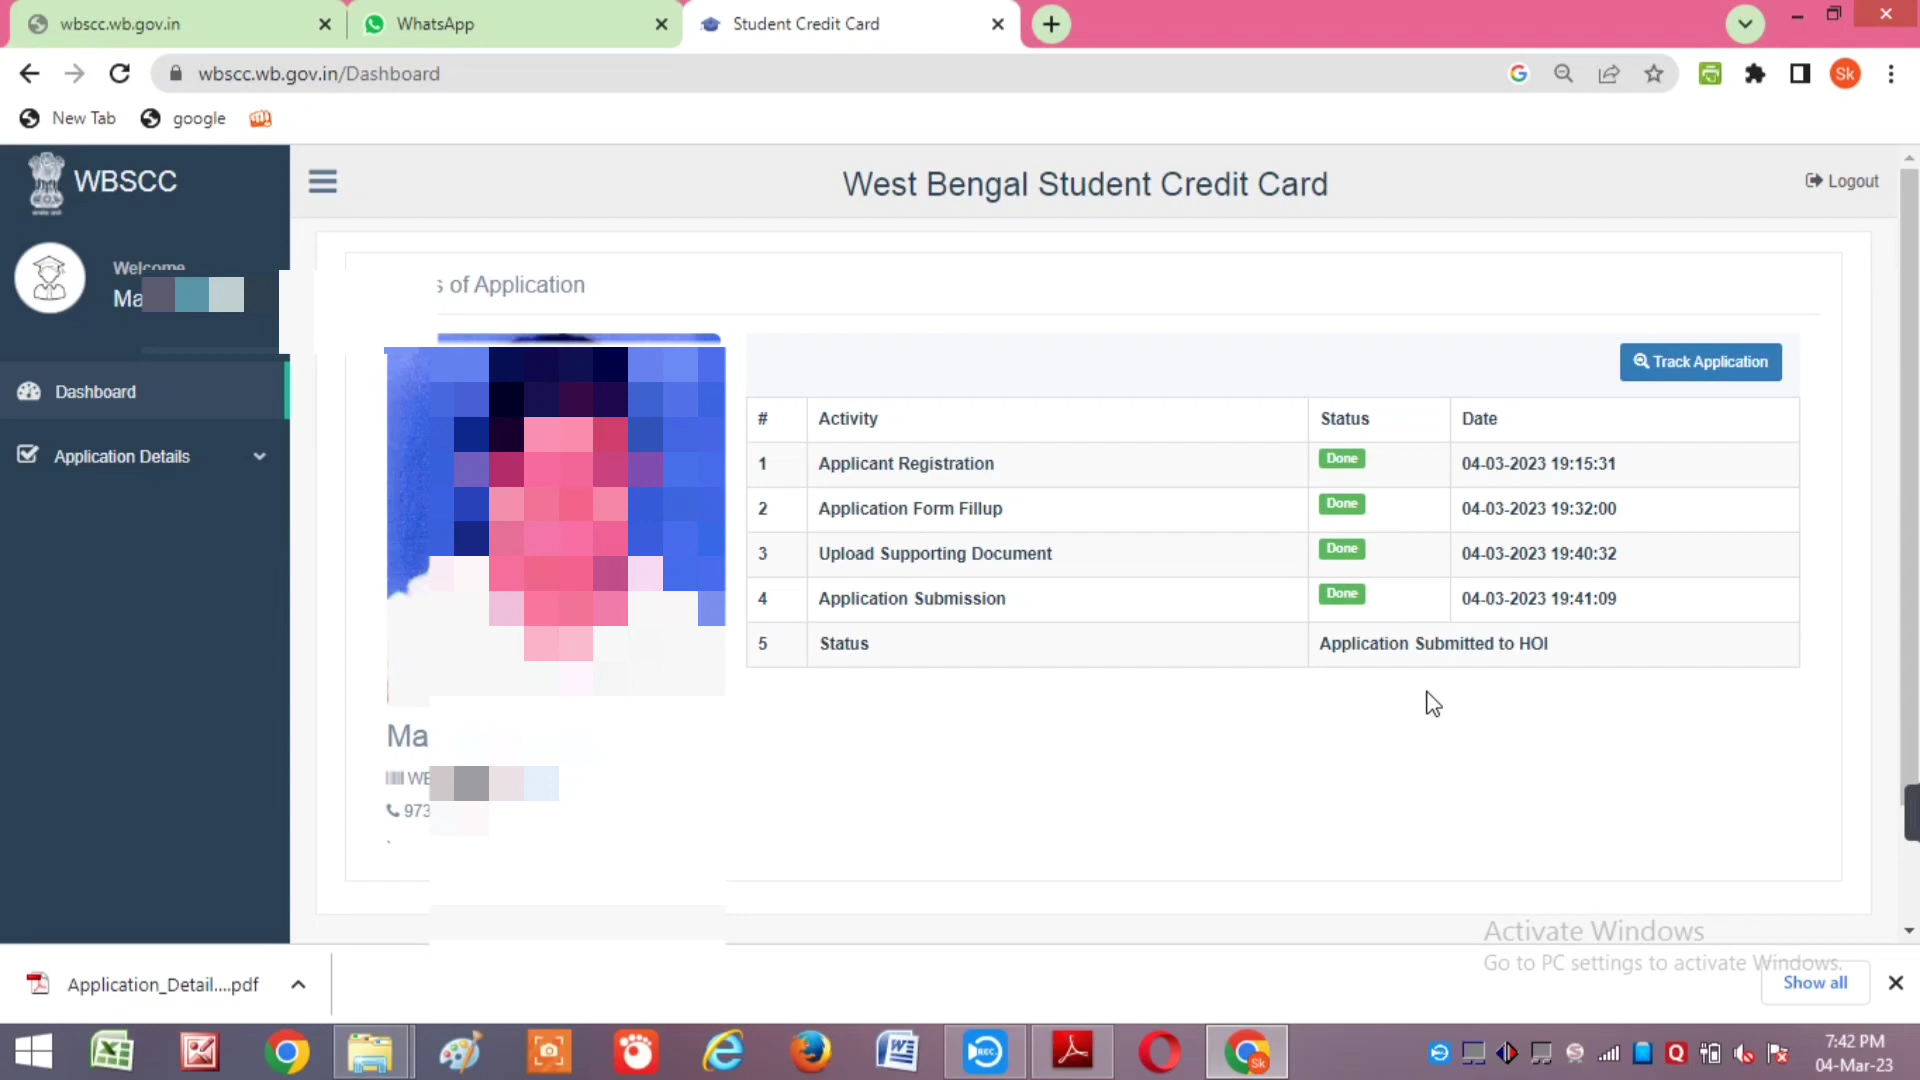 wbscc.wb.gov.in
WhatsApp
Student Credit Card
wbscc.wb.gov.in/Dashboard
Sk
New Tab
google
WBSCC
West Bengal Student Credit Card
Logout
Welcome
Ma
of Application
Dashboard
Application Details
Track Application
# Activity Status Date
1 Applicant Registration Done 04-03-2023 19:15:31
2 Application Form Fillup Done 04-03-2023 19:32:00
3 Upload Supporting Document Done 04-03-2023 19:40:32
4 Application Submission Done 04-03-2023 19:41:09
5 Status Application Submitted to HOI
Ma
973
Activate Windows
Go to PC settings to activate Windows.
Application_Detail....pdf
Show all
7:42 PM
04-Mar-23